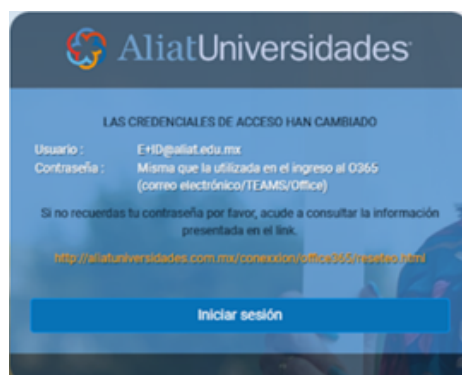 AliatUniversidades
LAS CREDENCIALES DE ACCESO HAN CAMBIADO
Usuario : E+ID@aliat.edu.mx
Contraseña : Misma que la utilizada en el ingreso al O365
(correo electrónico/TEAMS/Office)
Si no recuerdas tu contraseña por favor, acude a consultar la información
presentada en el link.
http://aliatuniversidades.com.mx/conexxion/office365/reseteo.html
Iniciar sesión